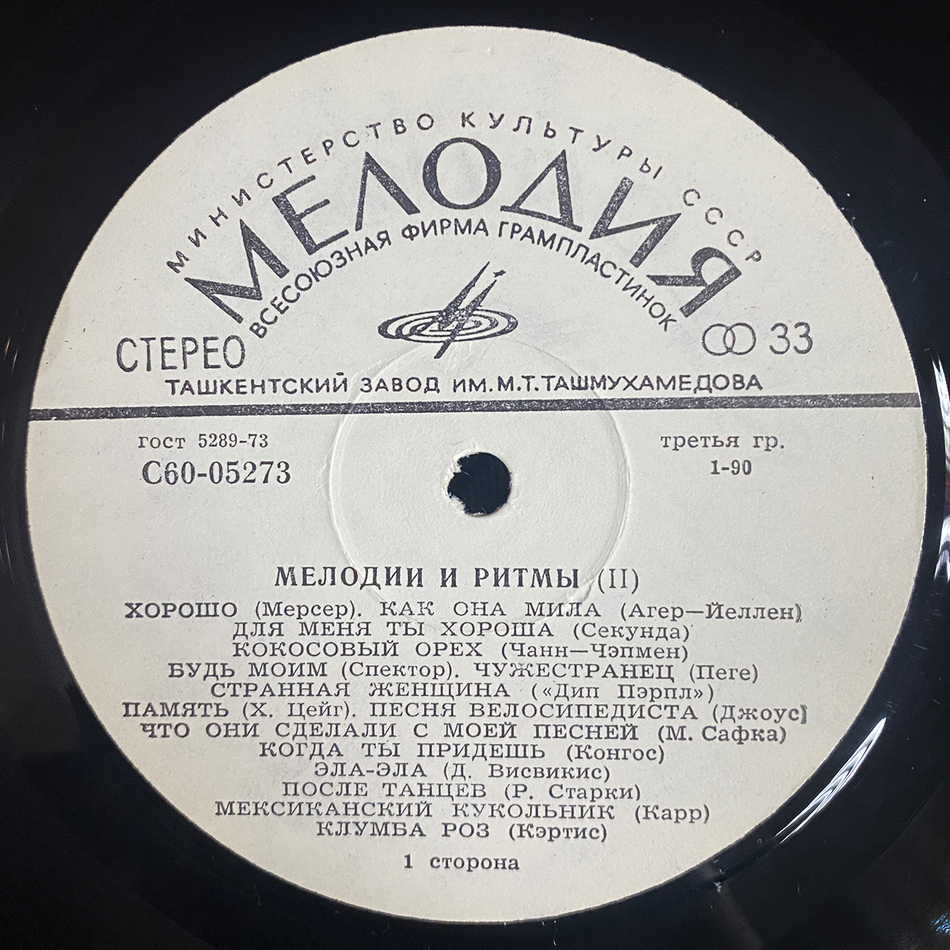 МИНИСТЕРСТВО КУЛЬТУРЫ СССР
МЕЛОДИЯ
ВСЕСОЮЗНАЯ ФИРМА ГРАМПЛАСТИНОК
СТЕРЕО
33
ТАШКЕНТСКИЙ ЗАВОД ИМ. М. Т. ТАШМУХАМЕДОВА
гост 5289-73
третья гр.
С60-05273
1-90
МЕЛОДИИ И РИТМЫ (II)
ХОРОШО (Мерсер). КАК ОНА МИЛА (Агер—Йеллен)
ДЛЯ МЕНЯ ТЫ ХОРОША (Секунда)
КОКОСОВЫЙ ОРЕХ (Чанн—Чэпмен)
БУДЬ МОИМ (Спектор). ЧУЖЕСТРАНЕЦ (Пеге)
СТРАННАЯ ЖЕНЩИНА («Дип Пэрпл»)
ПАМЯТЬ (Х. Цейг). ПЕСНЯ ВЕЛОСИПЕДИСТА (Джоус)
ЧТО ОНИ СДЕЛАЛИ С МОЕЙ ПЕСНЕЙ (М. Сафка)
КОГДА ТЫ ПРИДЕШЬ (Конгос)
ЭЛА-ЭЛА (Д. Висвикис)
ПОСЛЕ ТАНЦЕВ (Р. Старки)
МЕКСИКАНСКИЙ КУКОЛЬНИК (Карр)
КЛУМБА РОЗ (Кэртис)
1 сторона